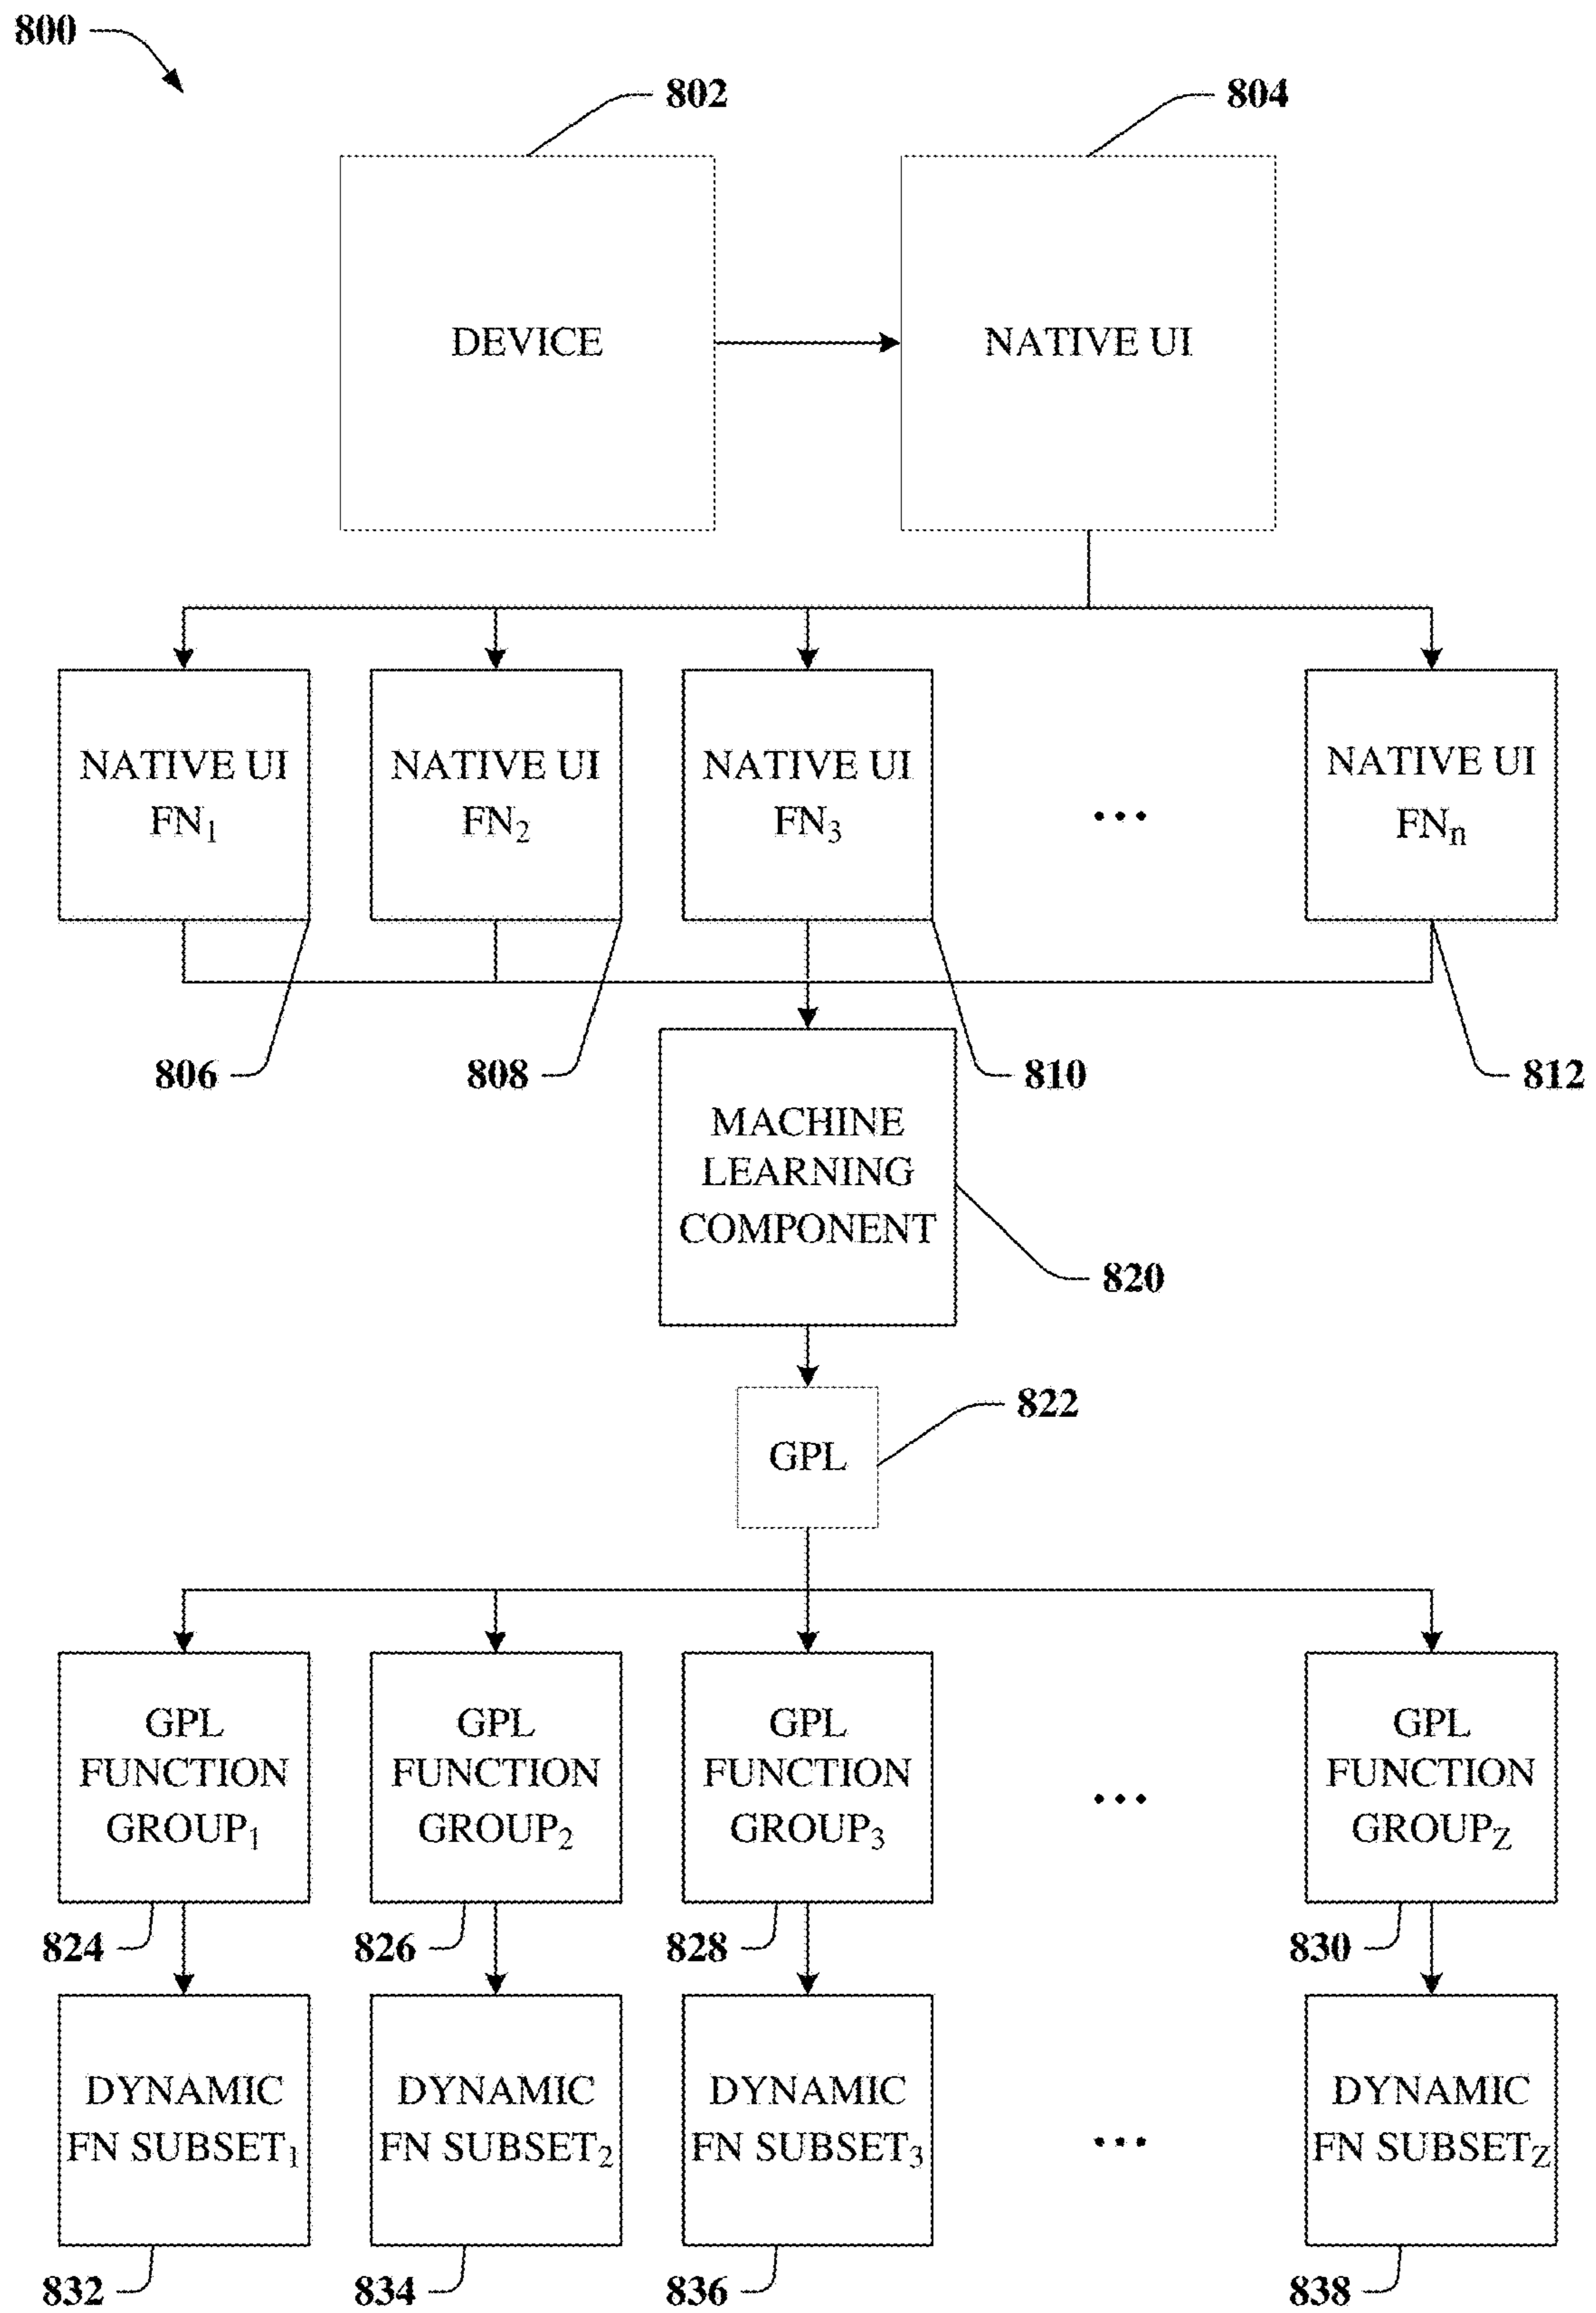 800
802
804
DEVICE
NATIVE UI
NATIVE UI
FN₁
NATIVE UI
FN₂
NATIVE UI
FN₃
...
NATIVE UI
FNₙ
806
808
810
812
MACHINE
LEARNING
COMPONENT
820
822
GPL
GPL
FUNCTION
GROUP₁
GPL
FUNCTION
GROUP₂
GPL
FUNCTION
GROUP₃
...
GPL
FUNCTION
GROUPZ
824
826
828
830
DYNAMIC
FN SUBSET₁
DYNAMIC
FN SUBSET₂
DYNAMIC
FN SUBSET₃
...
DYNAMIC
FN SUBSETZ
832
834
836
838